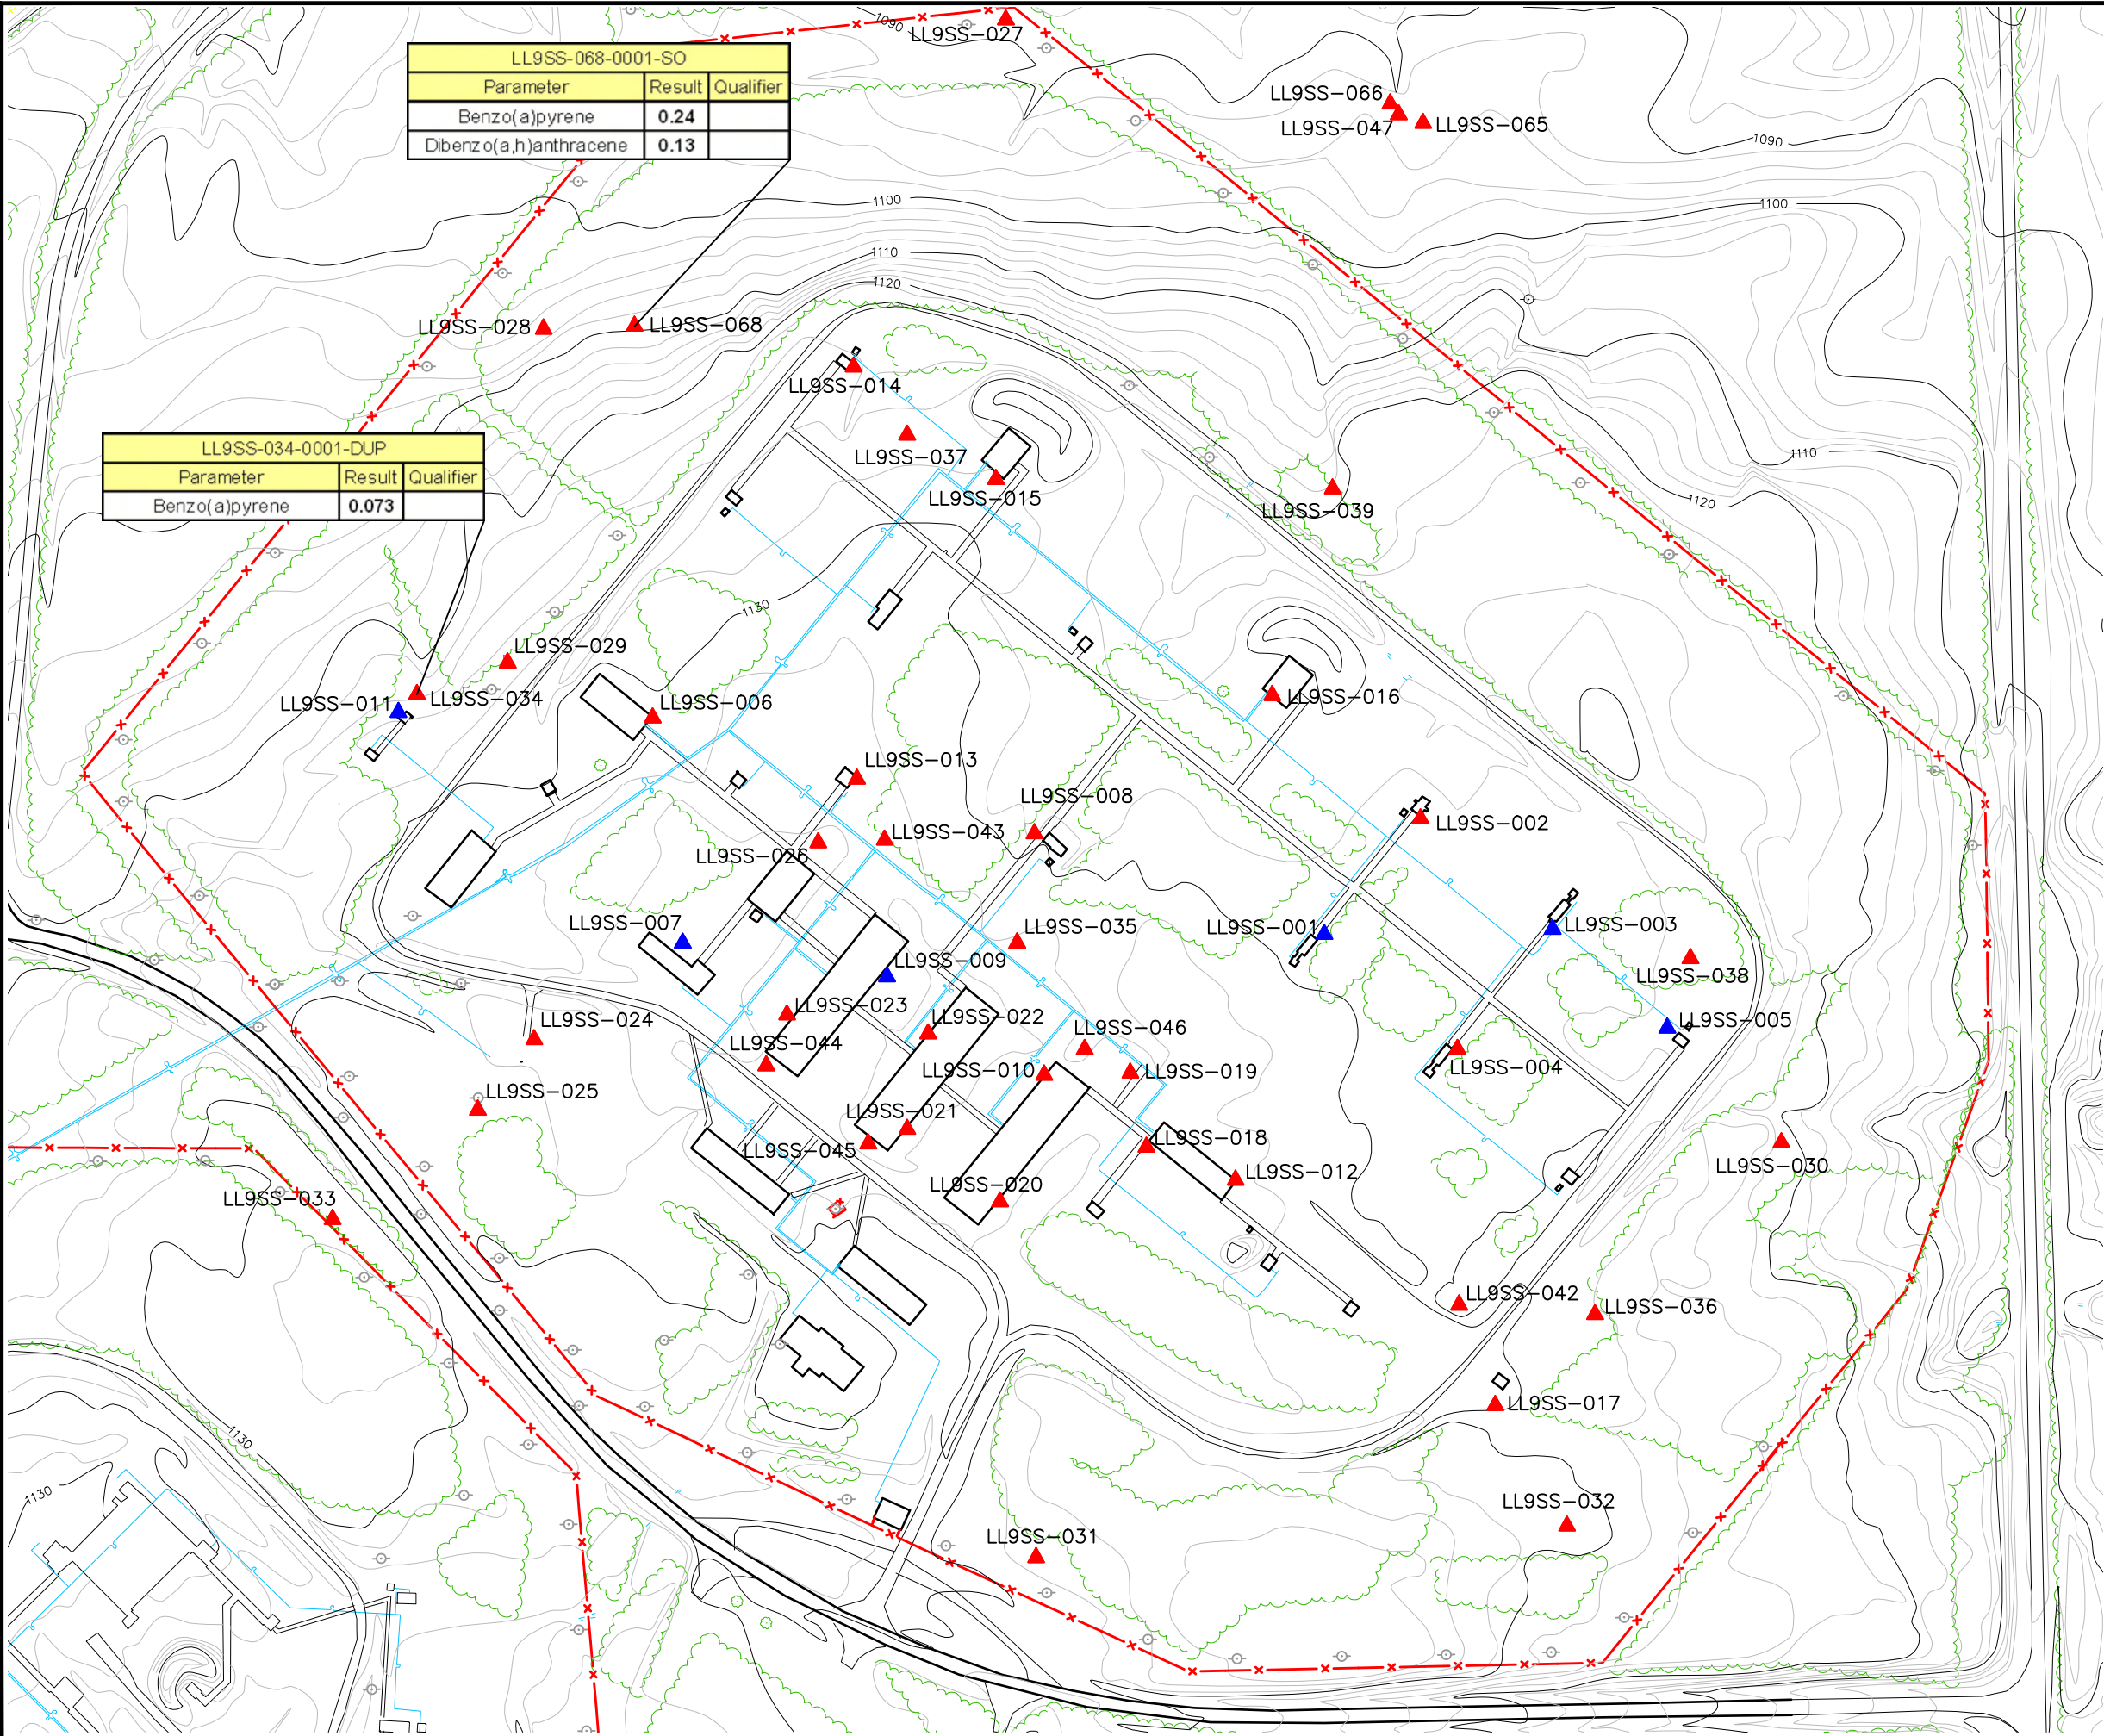 1090
LL9SS-027
LL9SS-068-0001-SO
Parameter Result Qualifier
Benzo(a)pyrene 0.24
Dibenzo(a,h)anthracene 0.13
LL9SS-066
LL9SS-047
LL9SS-065
1090
1100
1100
1110
1120
LL9SS-028
LL9SS-068
LL9SS-014
LL9SS-037
LL9SS-015
LL9SS-039
1110
1120
LL9SS-034-0001-DUP
Parameter Result Qualifier
Benzo(a)pyrene 0.073
1130
LL9SS-029
LL9SS-011
LL9SS-034
LL9SS-006
LL9SS-016
LL9SS-013
LL9SS-008
LL9SS-002
LL9SS-043
LL9SS-026
LL9SS-007
LL9SS-035
LL9SS-001
LL9SS-003
LL9SS-009
LL9SS-038
LL9SS-023
LL9SS-024
LL9SS-022
LL9SS-046
LL9SS-005
LL9SS-044
LL9SS-010
LL9SS-019
LL9SS-004
LL9SS-025
LL9SS-021
LL9SS-045
LL9SS-018
LL9SS-012
LL9SS-030
LL9SS-033
LL9SS-020
LL9SS-042
LL9SS-036
LL9SS-017
1130
1130
LL9SS-032
LL9SS-031